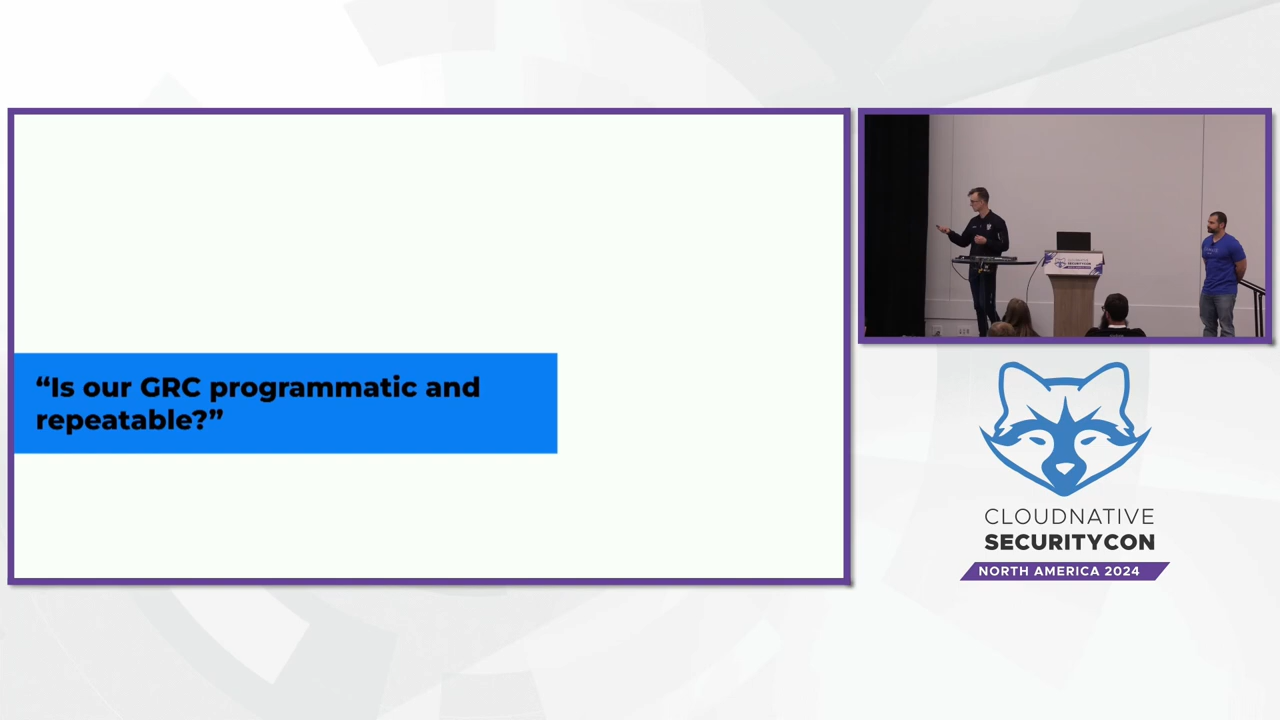 “Is our GRC programmatic and
repeatable?”
CLOUDNATIVE
SECURITYCON
NORTH AMERICA 2024